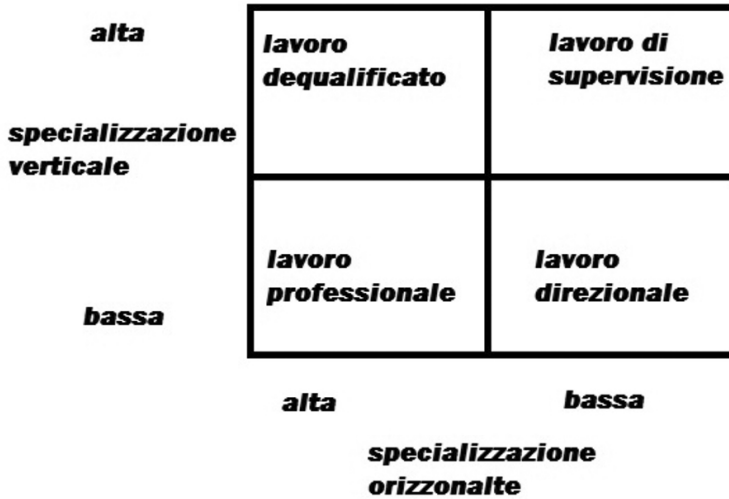 alta
lavoro
dequalificato
lavoro di
supervisione
specializzazione
verticale
lavoro
professionale
lavoro
direzionale
bassa
alta
bassa
specializzazione
orizzonalte